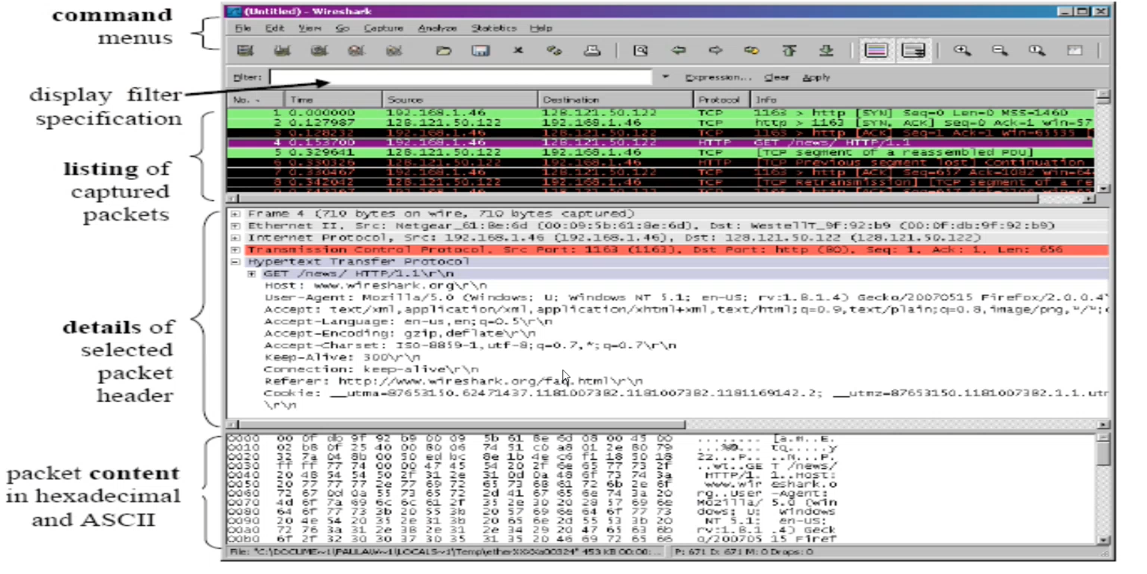 command
menus
display filter
specification
listing of
captured
packets
details of
selected
packet
header
packet content
in hexadecimal
and ASCII
(Untitled) - Wireshark
File Edit View Go Capture Analyze Statistics Help
Filter: Expression... Clear Apply
No. - Time Source Destination Protocol Info
1 0.000000 192.168.1.46 128.121.50.122 TCP 1163 > http [SYN] Seq=0 Len=0 MSS=1460
2 0.127987 128.121.50.122 TCP http > 1163 [SYN, ACK] Seq=0 Ack=1 Win=57
3 0.128232 192.168.1.46 128.121.50.122 TCP 1163 > http [ACK] Seq=1 Ack=1 Win=65535 [
4 0.153700 192.168.1.46 128.121.50.122 HTTP GET /news/ HTTP/1.1
5 0.329641 128.121.50.122 192.168.1.46 TCP [TCP segment of a reassembled PDU]
6 0.330326 128.121.50.122 192.168.1.46 HTTP [TCP Previous segment lost] Continuation
7 0.330467 192.168.1.46 128.121.50.122 TCP 1163 > http [ACK]
8 0.342042 128.121.50.122 192.168.1.46 TCP [TCP Retransmission] [TCP segment of a re
Frame 4 (710 bytes on wire, 710 bytes captured)
Ethernet II, Src: Netgear_61:8e:6d (00:09:5b:61:8e:6d), Dst: WestellT_9f:92:b9 (00:0f:db:9f:92:b9)
Internet Protocol, Src: 192.168.1.46 (192.168.1.46), Dst: 128.121.50.122 (128.121.50.122)
Transmission Control Protocol, Src Port: 1163 (1163), Dst Port: http (80), Seq: 1, Ack: 1, Len: 656
Hypertext Transfer Protocol
GET /news/ HTTP/1.1\r\n
Host: www.wireshark.org\r\n
User-Agent: Mozilla/5.0 (Windows; U; Windows NT 5.1; en-US; rv:1.8.1.4) Gecko/20070515 Firefox/2.0.0.4
Accept: text/xml,application/xml,application/xhtml+xml,text/html;q=0.9,text/plain;q=0.8,image/png,*/*;
Accept-Language: en-us,en;q=0.5\r\n
Accept-Encoding: gzip,deflate\r\n
Accept-Charset: ISO-8859-1,utf-8;q=0.7,*;q=0.7\r\n
Keep-Alive: 300\r\n
Connection: keep-alive\r\n
Referer: http://www.wireshark.org/faq.html\r\n
Cookie: __utma=87653150.62471437.1181007382.1181007382.1181169142.2; __utmz=87653150.1181007382.1.1.utm
\r\n
0000 00 0f db 9f 92 b9 00 09 5b 61 8e 6d 08 00 45 00 ........ [a.m..E.
0010 02 b8 0f 25 40 00 80 06 74 51 c0 a8 01 2e 80 79
0020 32 7a 04 8b 00 50 8e 1b 4e c6 f1 18 50 18
0030 ff ff 77 74 00 00 47 45 54 20 2f 6e 65 77 73 2f ..wt..GE T /news/
0040 20 48 54 54 50 2f 31 2e 31 0d 0a 48 6f 73 74 3a HTTP/1. 1..Host:
0050 20 77 77 77 2e 77 69 72 65 73 68 61 72 6b 2e 6f www.wir eshark.o
0060 72 67 0d 0a 55 73 65 72 2d 41 67 65 6e 74 3a 20 rg..User -Agent:
0070 4d 6f 7a 69 6c 6c 61 2f 35 2e 30 20 28 57 69 6e Mozilla/ 5.0 (Win
0080 64 6f 77 73 3b 20 55 3b 20 57 69 6e 64 6f 77 73 dows; U; Windows
0090 20 4e 54 20 35 2e 31 3b 20 65 6e 2d 55 53 3b 20 NT 5.1; en-US;
00a0 72 76 3a 31 2e 38 2e 31 2e 34 29 20 47 65 63 6b rv:1.8.1 .4) Geck
00b0 6f 2f 32 30 30 37 30 35 31 35 20 46 69 72 65 66 o/200705 15 Firef
File: "C:\DOCUME~1\PALLAW~1\LOCALS~1\Temp\etherXXXXa00324" 453 KB 00:00:... P: 671 D: 671 M: 0 Drops: 0